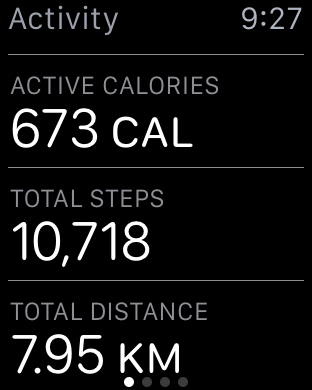 Activity 9:27
ACTIVE CALORIES
673 CAL
TOTAL STEPS
10,718
TOTAL DISTANCE
7.95 KM